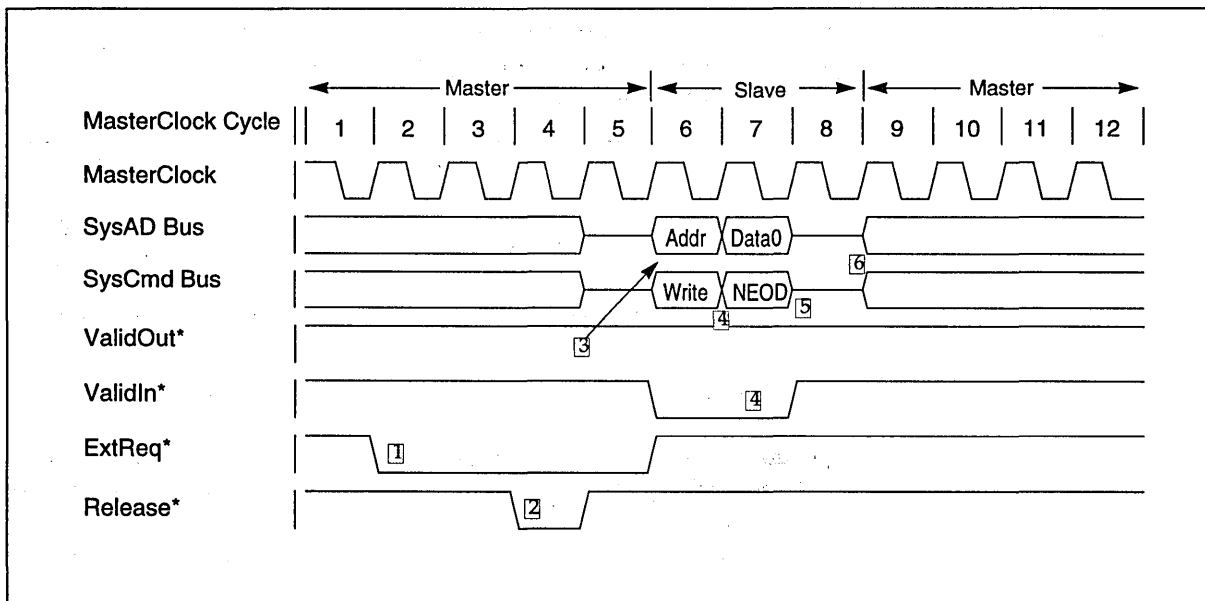 Master Slave Master
MasterClock Cycle 1 2 3 4 5 6 7 8 9 10 11 12
MasterClock
SysAD Bus Addr Data0
6
SysCmd Bus Write NEOD 5
4
ValidOut* 3
ValidIn* 4
ExtReq* 1
Release* 2